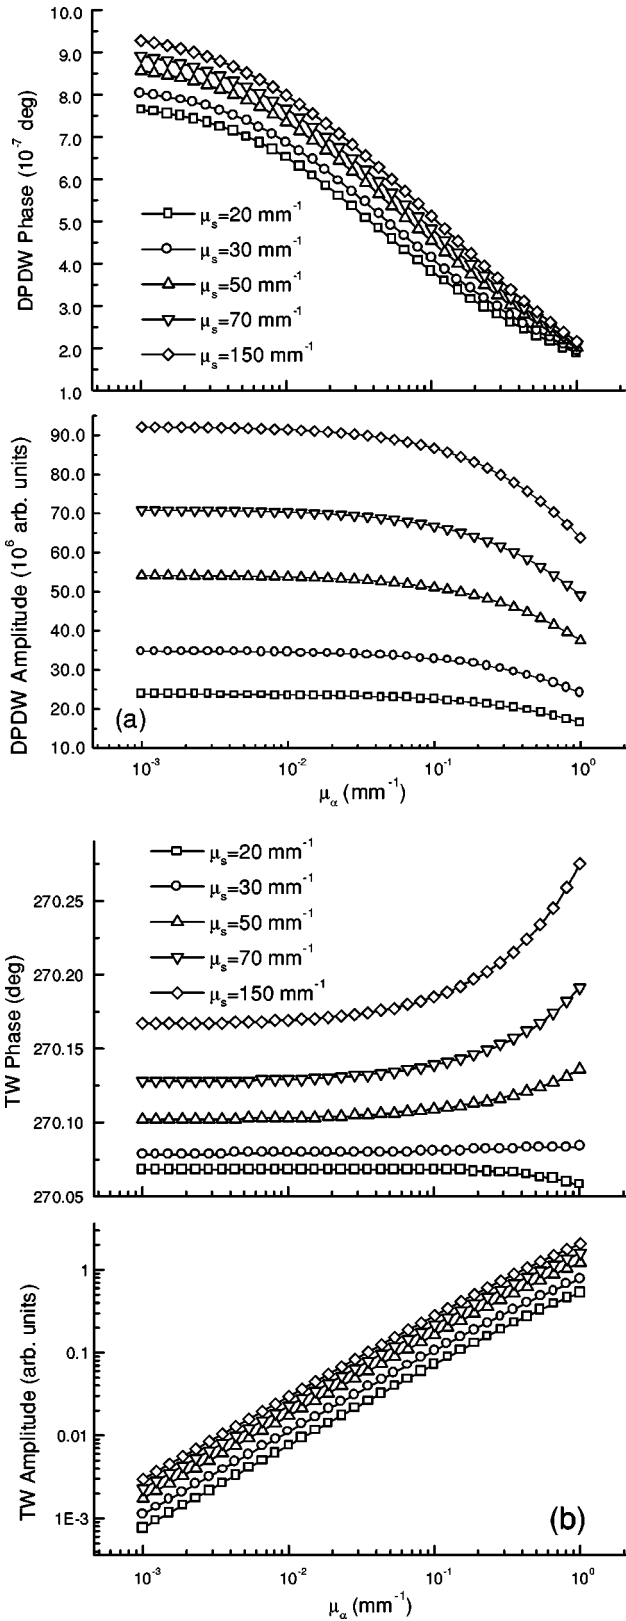 DPDW Phase (10⁻⁷ deg)
10.0
9.0
8.0
7.0
6.0
5.0
4.0
3.0
2.0
1.0
μₛ=20 mm⁻¹
μₛ=30 mm⁻¹
μₛ=50 mm⁻¹
μₛ=70 mm⁻¹
μₛ=150 mm⁻¹
DPDW Amplitude (10⁶ arb. units)
90.0
70.0
60.0
50.0
40.0
30.0
20.0
10.0
(a)
10⁻³ 10⁻² 10⁻¹ 10⁰
μ_α (mm⁻¹)
TW Phase (deg)
270.25
270.20
270.15
270.10
270.05
μₛ=20 mm⁻¹
μₛ=30 mm⁻¹
μₛ=50 mm⁻¹
μₛ=70 mm⁻¹
μₛ=150 mm⁻¹
TW Amplitude (arb. units)
1
0.1
0.01
1E-3
(b)
10⁻³ 10⁻² 10⁻¹ 10⁰
μ_α (mm⁻¹)